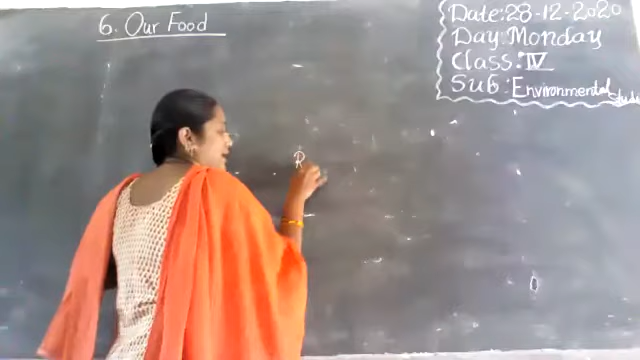 6. Our Food
Date:28-12-2020
Day:Monday
Class:IV
Sub:Environmental Studies
R